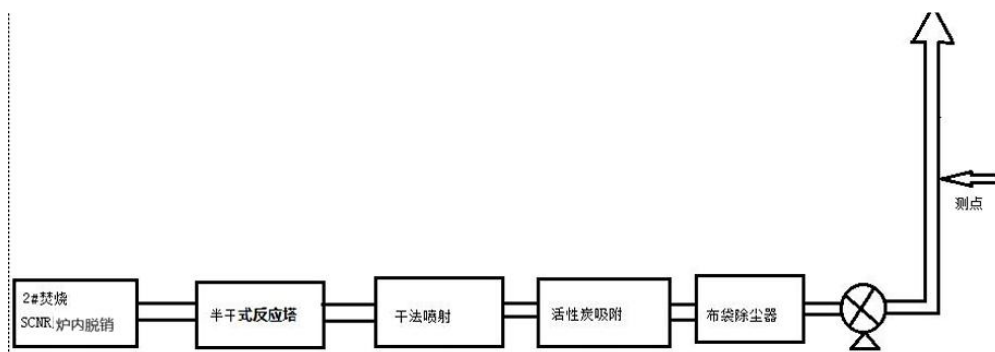 测点
2#焚烧
SCNR炉内脱销
半干式反应塔
干法喷射
活性炭吸附
布袋除尘器